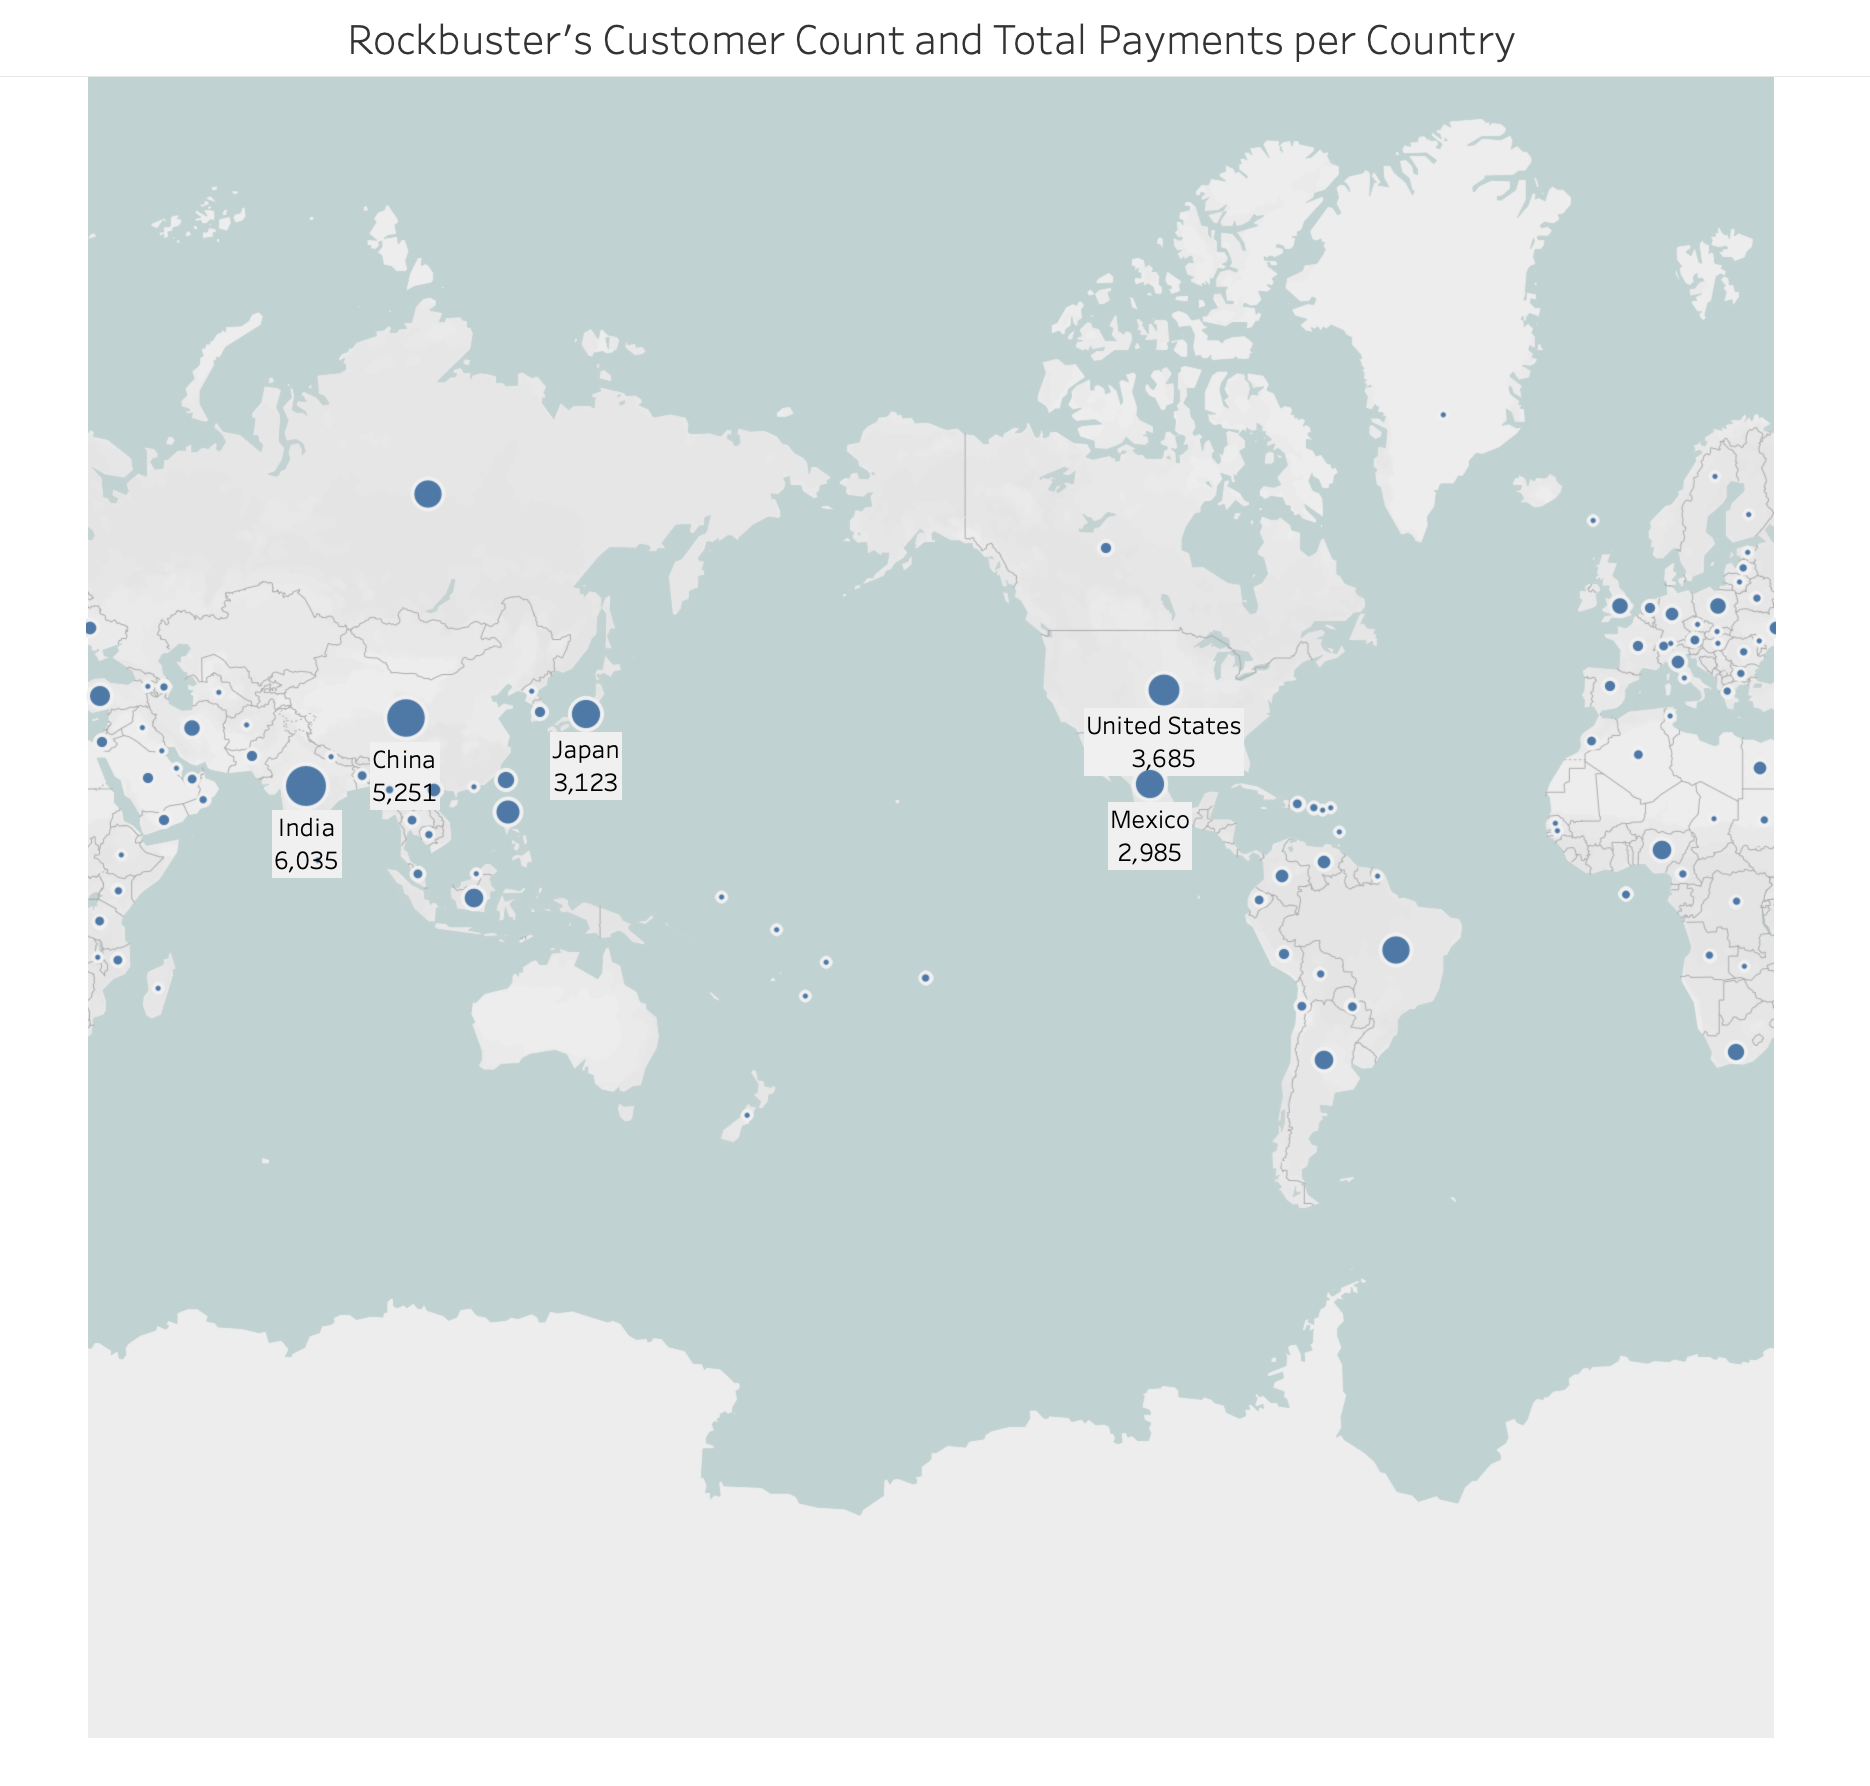 Rockbuster's Customer Count and Total Payments per Country
United States
3,685
China
5,251
Japan
3,123
India
6,035
Mexico
2,985